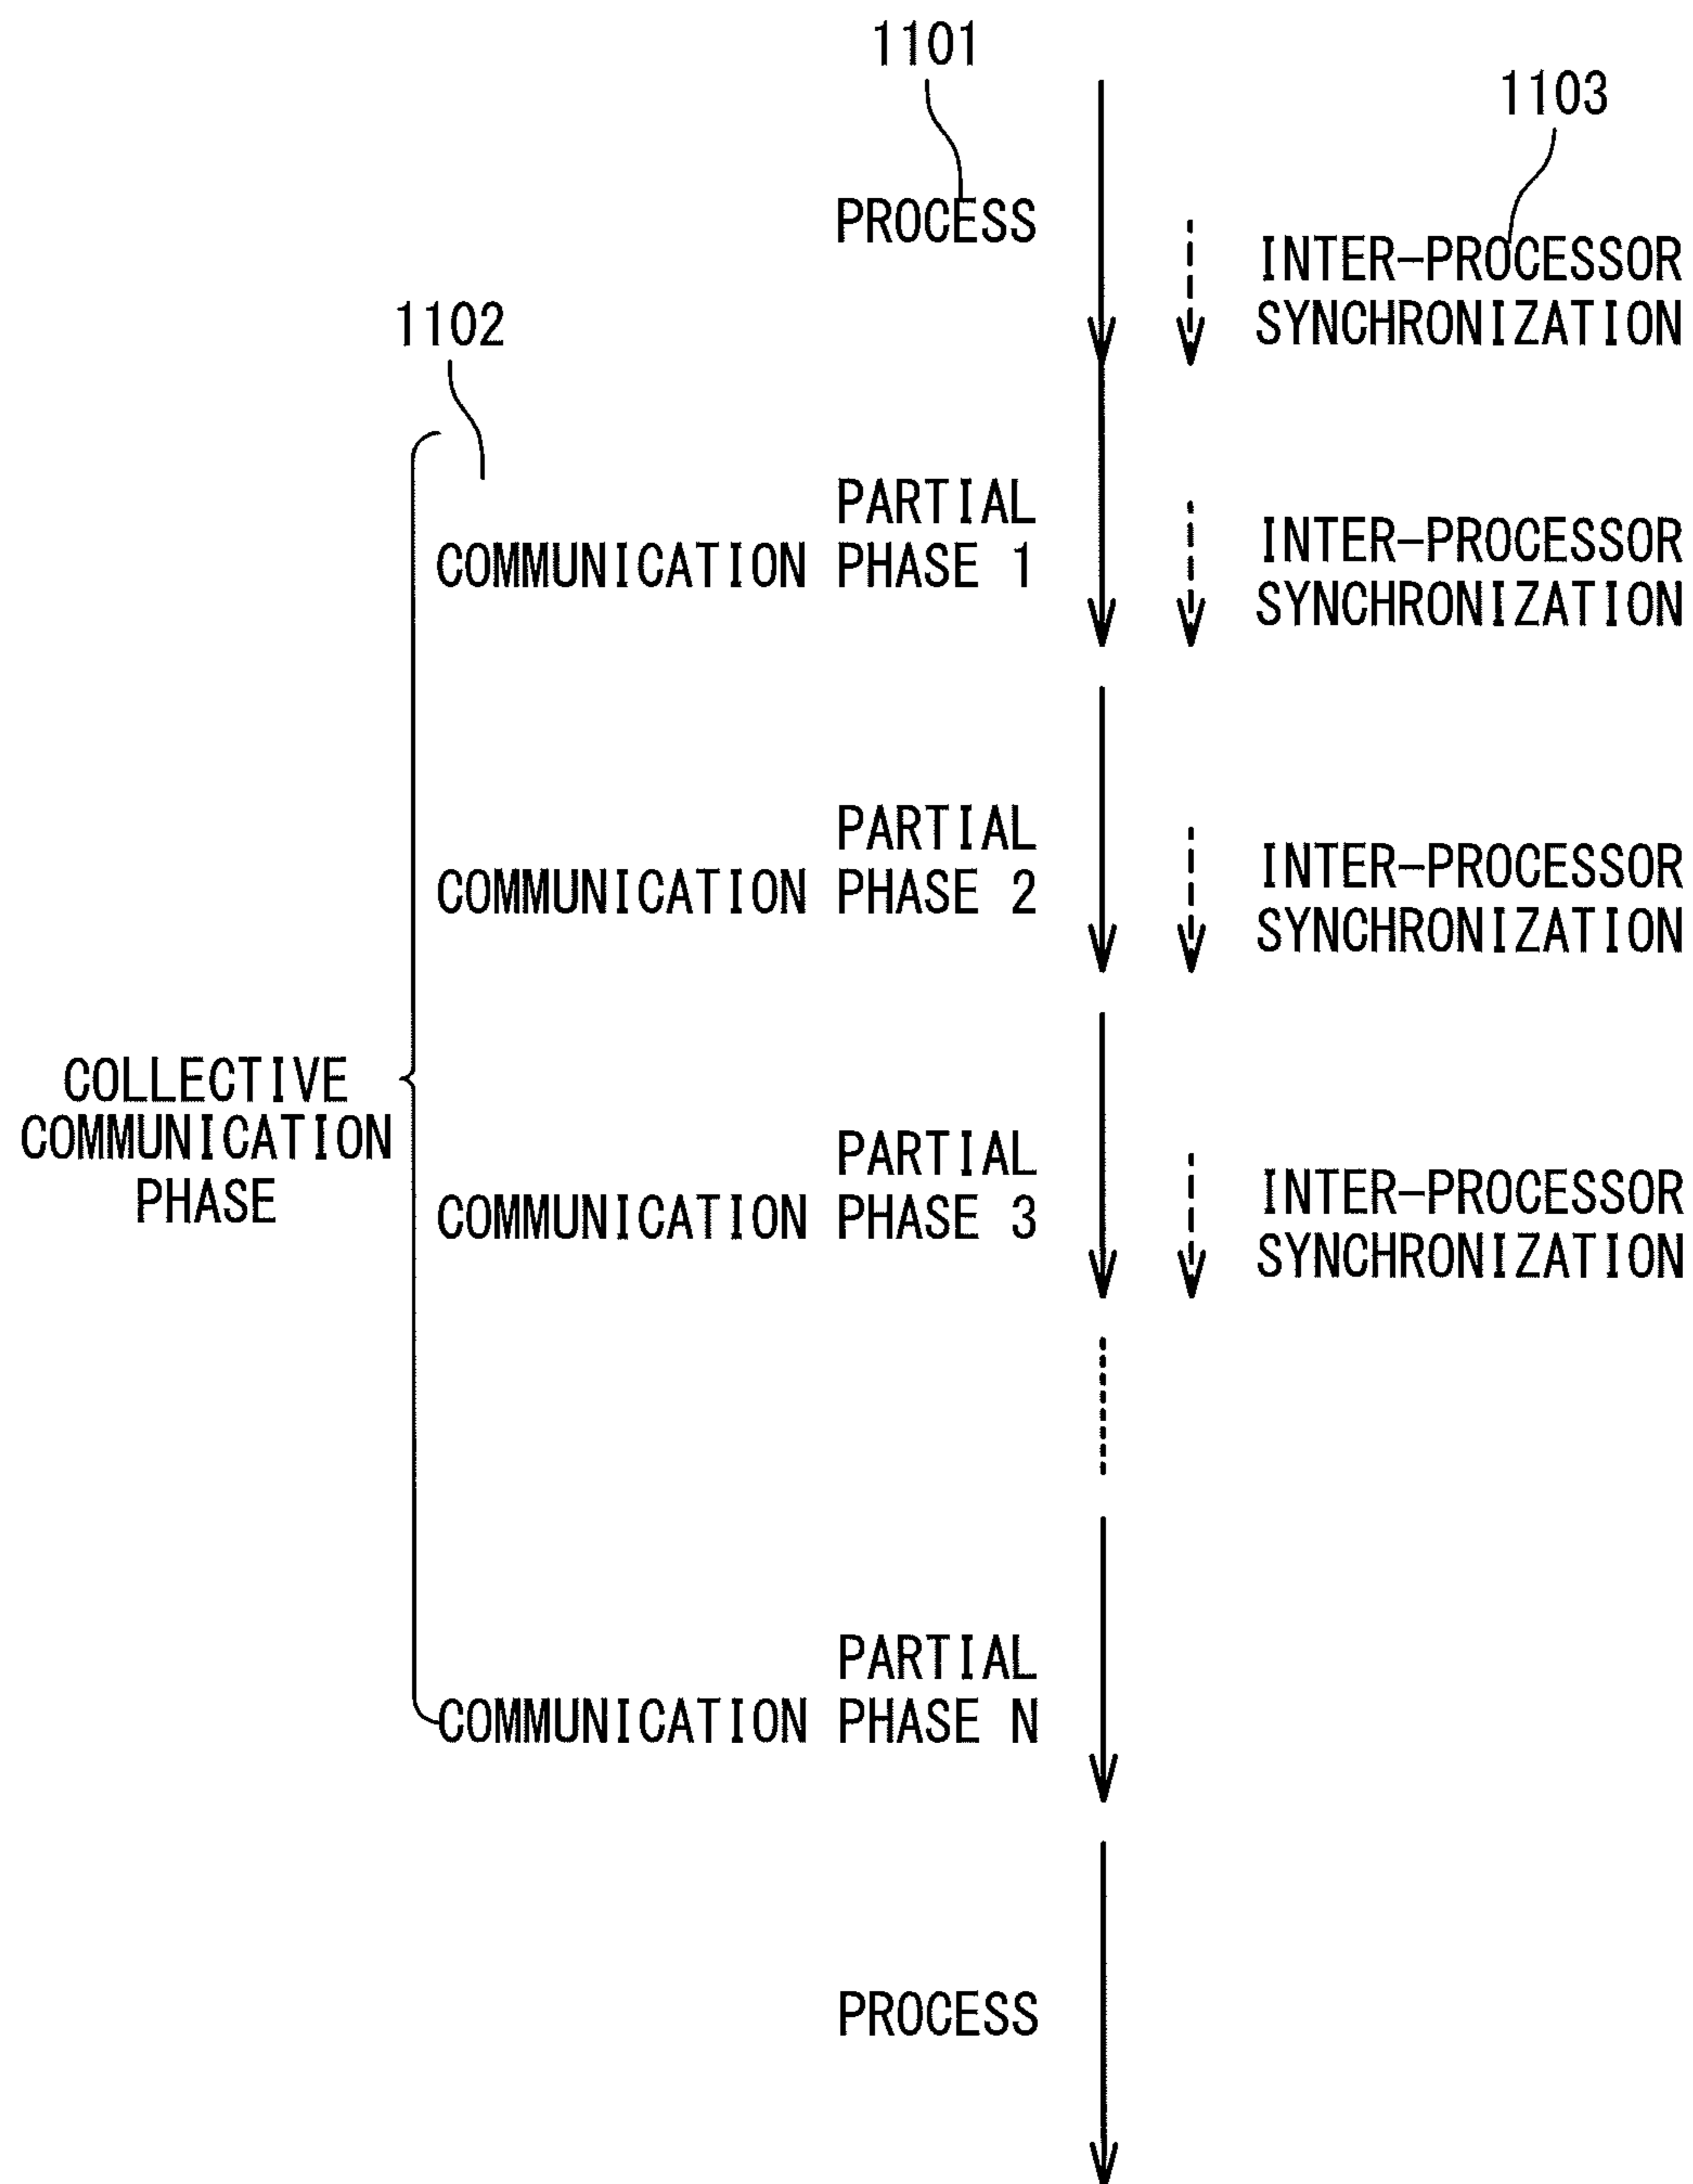 1101
1103
PROCESS
INTER-PROCESSOR
SYNCHRONIZATION
1102
PARTIAL
COMMUNICATION PHASE 1
INTER-PROCESSOR
SYNCHRONIZATION
PARTIAL
COMMUNICATION PHASE 2
INTER-PROCESSOR
SYNCHRONIZATION
COLLECTIVE
COMMUNICATION
PHASE
PARTIAL
COMMUNICATION PHASE 3
INTER-PROCESSOR
SYNCHRONIZATION
PARTIAL
COMMUNICATION PHASE N
PROCESS